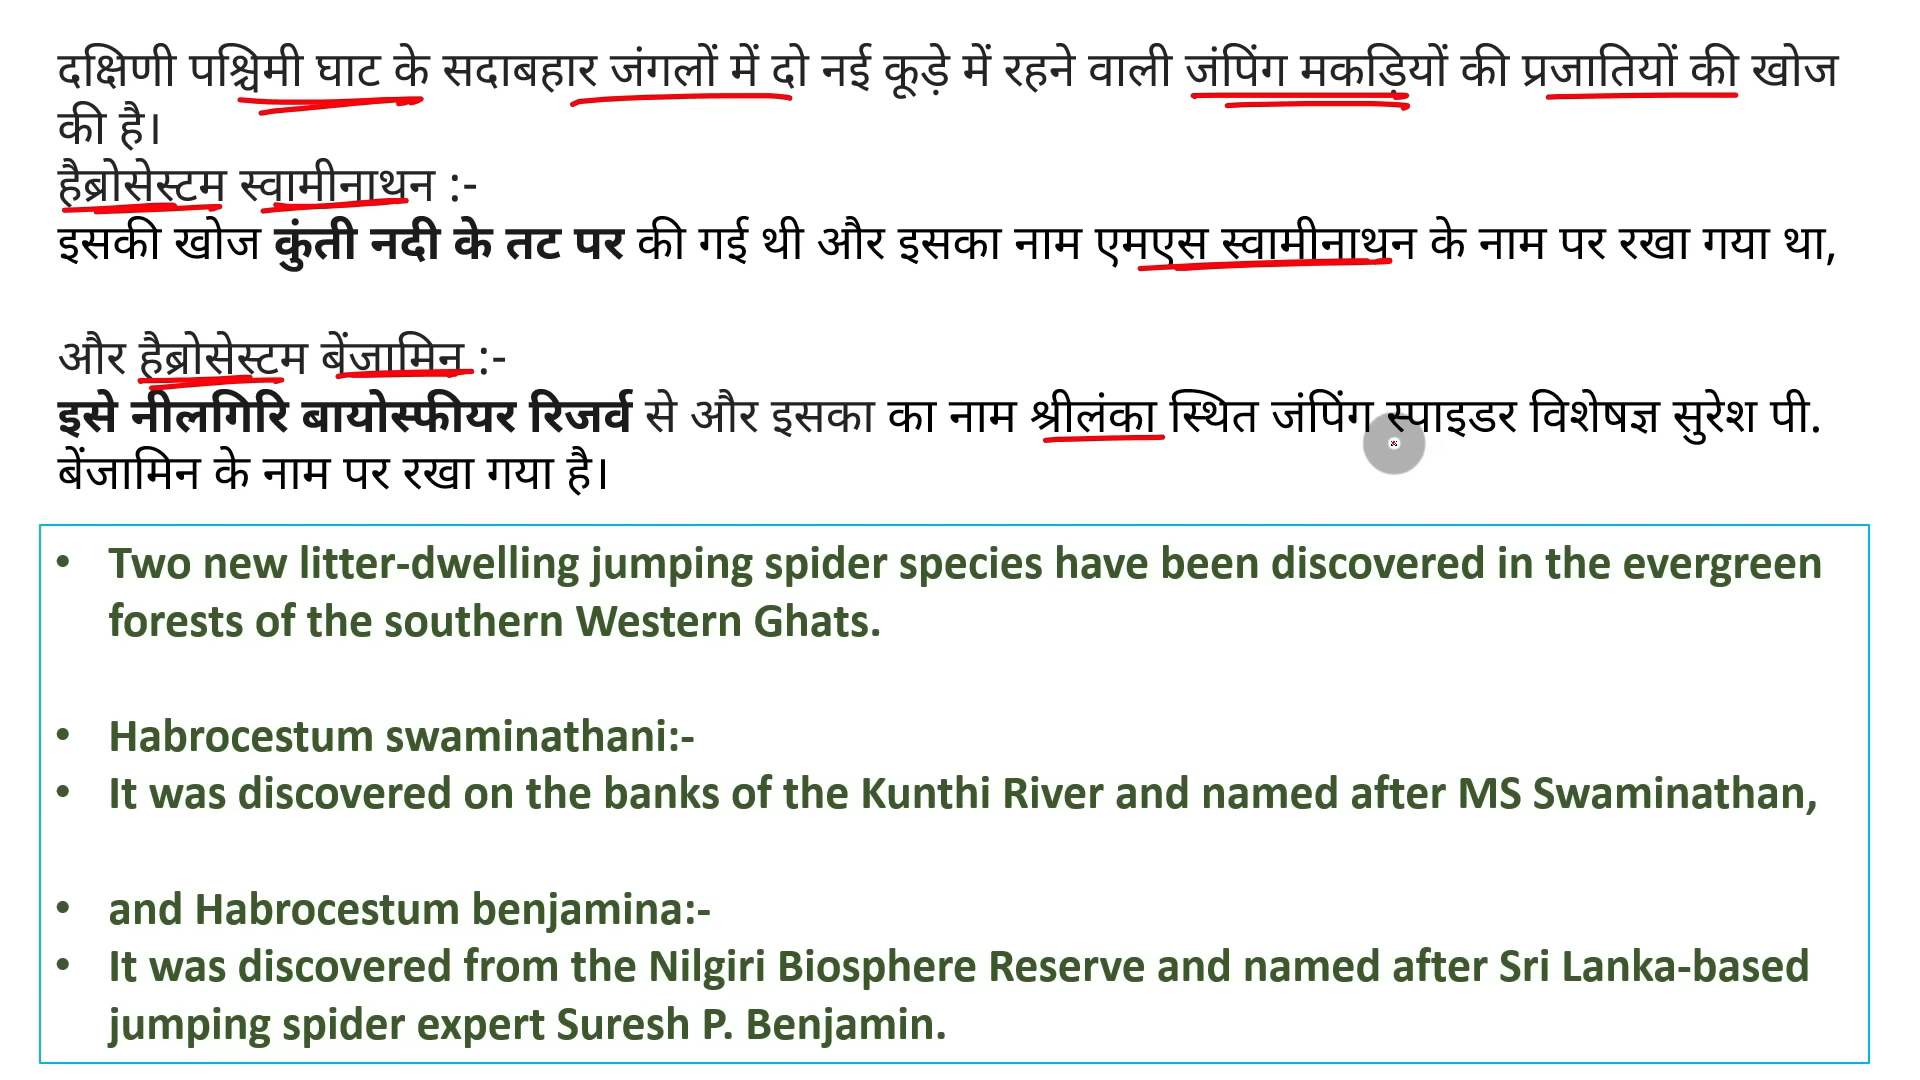 दक्षिणी पश्चिमी घाट के सदाबहार जंगलों में दो नई कूड़े में रहने वाली जंपिंग मकड़ियों की प्रजातियों की खोज
की है।
हैब्रोसेस्टम स्वामीनाथन :-
इसकी खोज कुंती नदी के तट पर की गई थी और इसका नाम एमएस स्वामीनाथन के नाम पर रखा गया था,
और हैब्रोसेस्टम बेंजामिन :-
इसे नीलगिरि बायोस्फीयर रिजर्व से और इसका का नाम श्रीलंका स्थित जंपिंग स्पाइडर विशेषज्ञ सुरेश पी.
बेंजामिन के नाम पर रखा गया है।
• Two new litter-dwelling jumping spider species have been discovered in the evergreen
forests of the southern Western Ghats.
• Habrocestum swaminathani:-
• It was discovered on the banks of the Kunthi River and named after MS Swaminathan,
• and Habrocestum benjamina:-
• It was discovered from the Nilgiri Biosphere Reserve and named after Sri Lanka-based
jumping spider expert Suresh P. Benjamin.